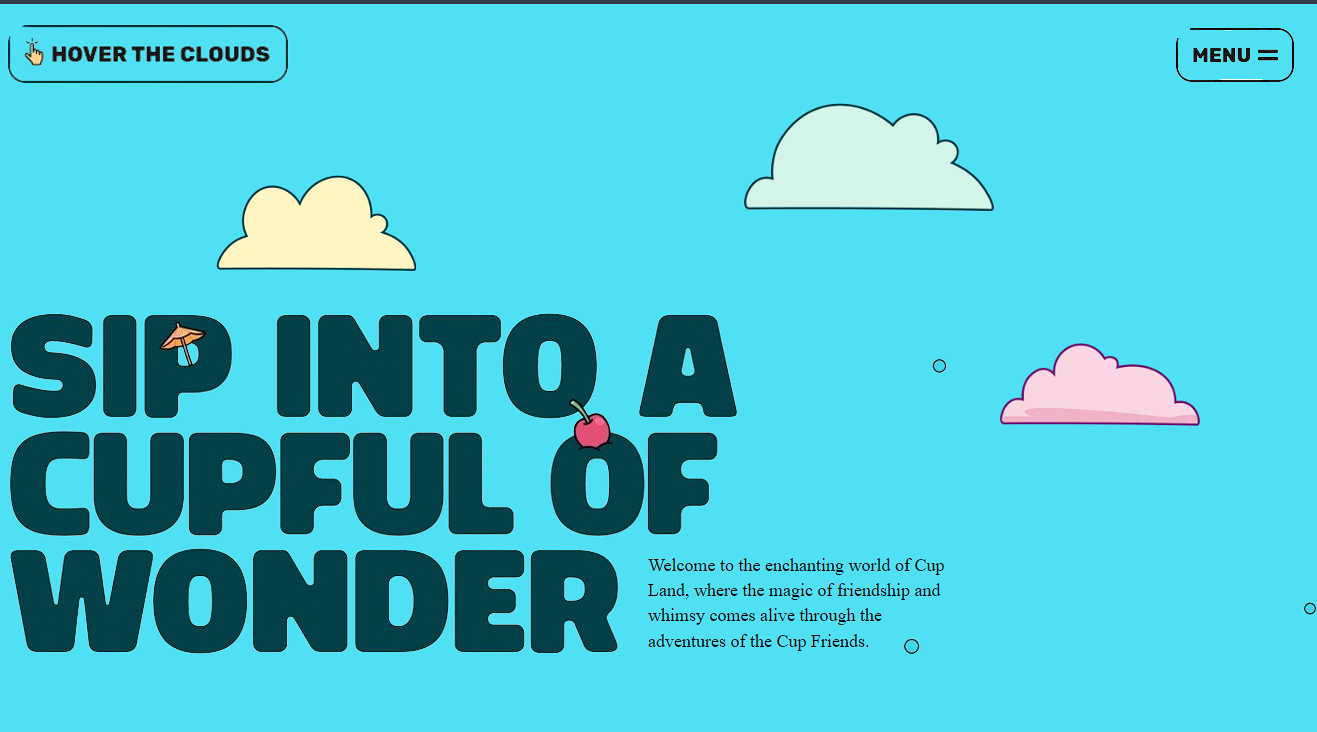 HOVER THE CLOUDS
MENU
SIP INTO A
CUPFUL OF
WONDER
Welcome to the enchanting world of Cup
Land, where the magic of friendship and
whimsy comes alive through the
adventures of the Cup Friends.